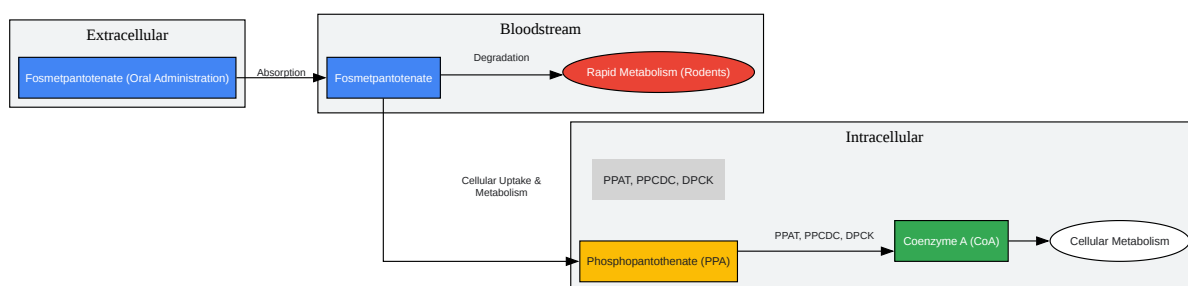 Extracellular
Fosmetpantotenate (Oral Administration)
Absorption
Bloodstream
Fosmetpantotenate
Degradation
Rapid Metabolism (Rodents)
Cellular Uptake &
Metabolism
Intracellular
PPAT, PPCDC, DPCK
Phosphopantothenate (PPA)
PPAT, PPCDC, DPCK
Coenzyme A (CoA)
Cellular Metabolism